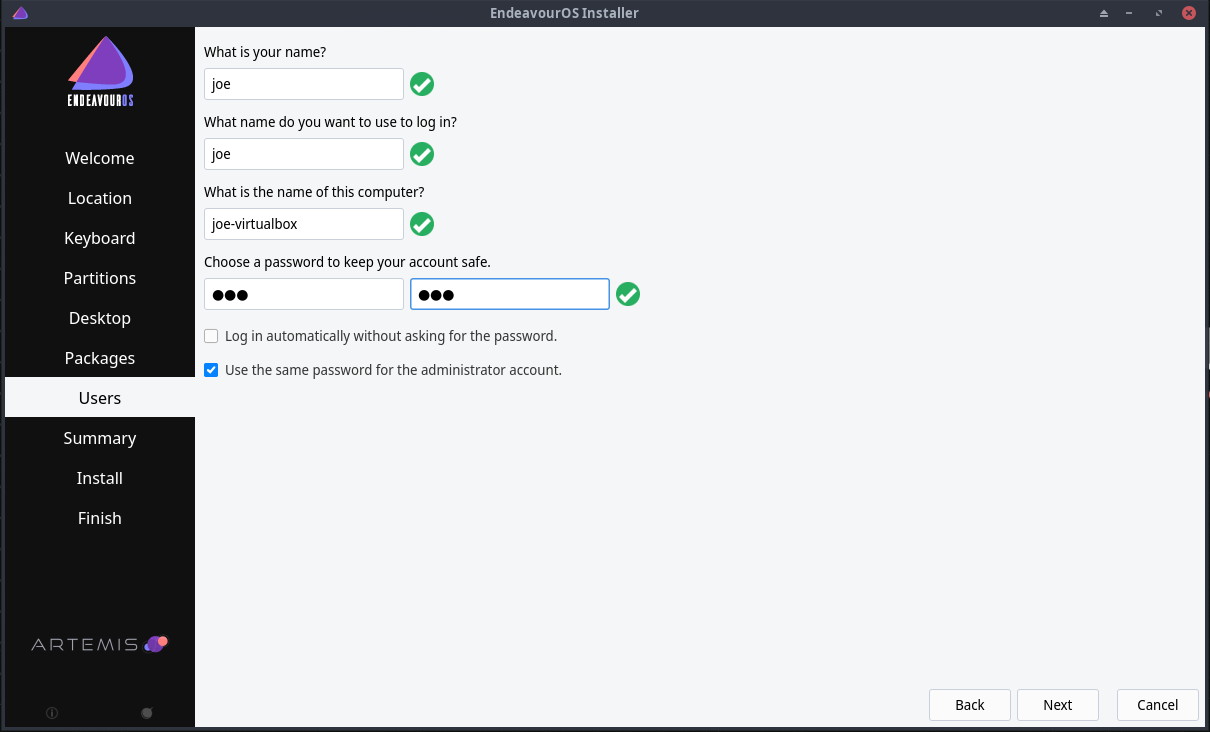 EndeavourOS Installer
ENDEAVOUROS
Welcome
Location
Keyboard
Partitions
Desktop
Packages
Users
Summary
Install
Finish
ARTEMIS
What is your name?
joe
What name do you want to use to log in?
joe
What is the name of this computer?
joe-virtualbox
Choose a password to keep your account safe.
●●● ●●●
Log in automatically without asking for the password.
Use the same password for the administrator account.
Back Next Cancel